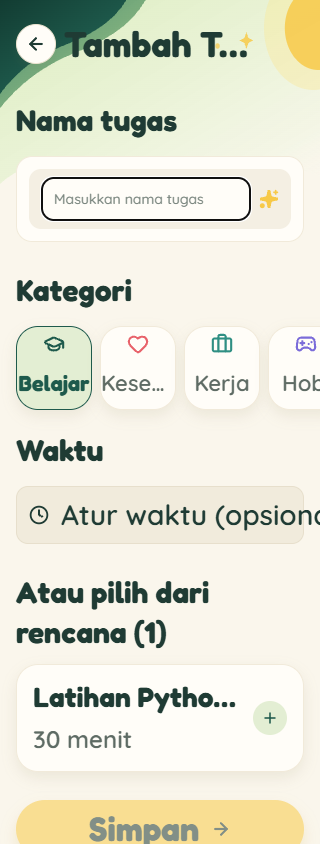 Tambah T...
Nama tugas
Masukkan nama tugas
Kategori
Belajar
Kese...
Kerja
Hob
Waktu
Atur waktu (opsiona
Atau pilih dari
rencana (1)
Latihan Pytho...
30 menit
Simpan